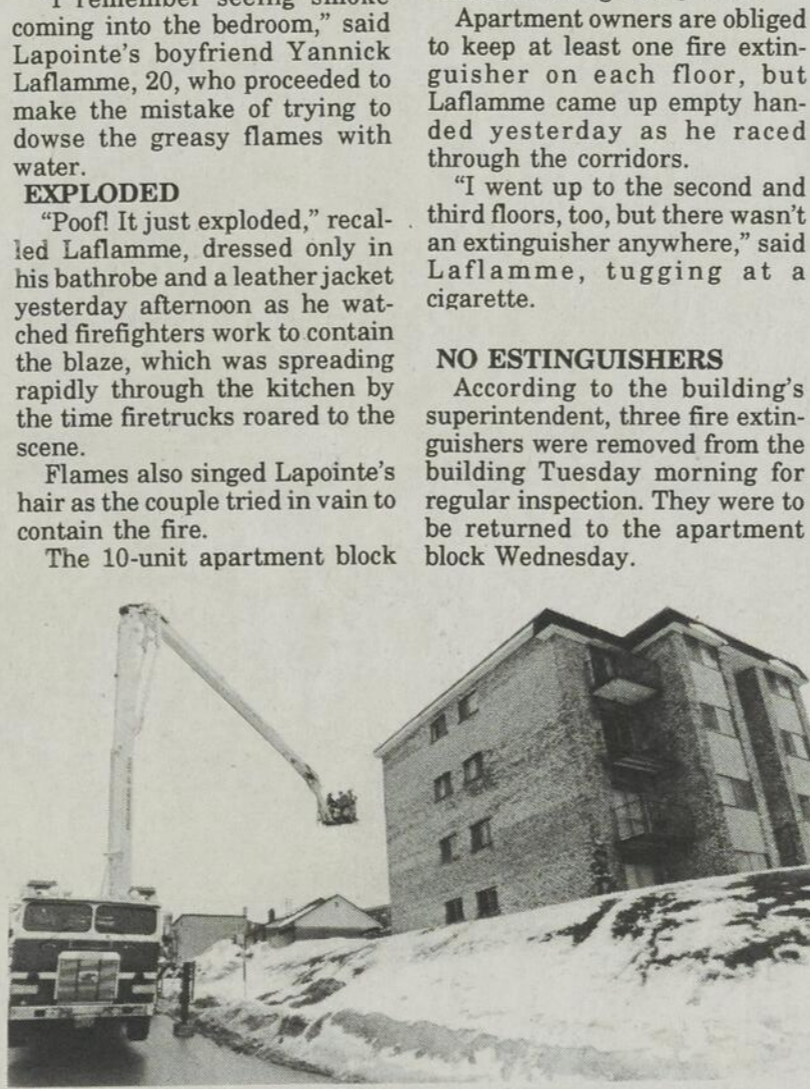 "I remember seeing smoke
coming into the bedroom," said
Lapointe's boyfriend Yannick
Laflamme, 20, who proceeded to
make the mistake of trying to
dowse the greasy flames with
water.
EXPLODED
"Poof! It just exploded," recal-
led Laflamme, dressed only in
his bathrobe and a leather jacket
yesterday afternoon as he wat-
ched firefighters work to contain
the blaze, which was spreading
rapidly through the kitchen by
the time firetrucks roared to the
scene.
Flames also singed Lapointe's
hair as the couple tried in vain to
contain the fire.
The 10-unit apartment block
Apartment owners are obliged
to keep at least one fire extin-
guisher on each floor, but
Laflamme came up empty han-
ded yesterday as he raced
through the corridors.
"I went up to the second and
third floors, too, but there wasn't
an extinguisher anywhere," said
Laflamme, tugging at a
cigarette.
NO ESTINGUISHERS
According to the building's
superintendent, three fire extin-
guishers were removed from the
building Tuesday morning for
regular inspection. They were to
be returned to the apartment
block Wednesday.